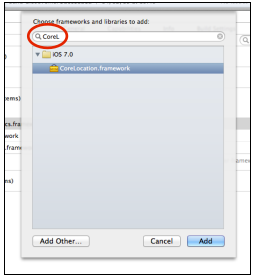 Choose frameworks and libraries to add:
CoreL
iOS 7.0
CoreLocation.framework
ems)
cs.fra
work
.frame
ns)
Add Other...
Cancel
Add